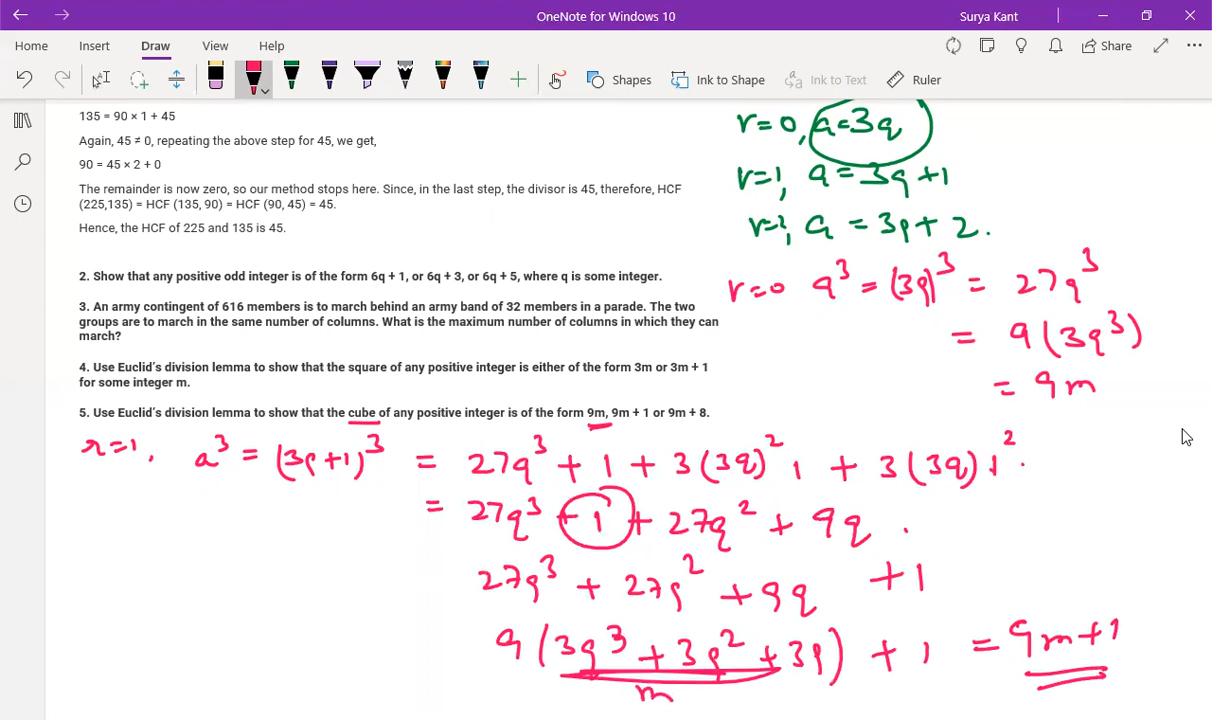 OneNote for Windows 10
Surya Kant
Home Insert Draw View Help
Share
Shapes
Ink to Shape
Ink to Text
Ruler
135 = 90 × 1 + 45
Again, 45 ≠ 0, repeating the above step for 45, we get,
90 = 45 × 2 + 0
The remainder is now zero, so our method stops here. Since, in the last step, the divisor is 45, therefore, HCF
(225,135) = HCF (135, 90) = HCF (90, 45) = 45.
Hence, the HCF of 225 and 135 is 45.
r=0, a=3q
r=1, a=3q+1
r=2, a=3q+2.
2. Show that any positive odd integer is of the form 6q + 1, or 6q + 3, or 6q + 5, where q is some integer.
r=0 a³ = (3q)³ = 27q³
3. An army contingent of 616 members is to march behind an army band of 32 members in a parade. The two
groups are to march in the same number of columns. What is the maximum number of columns in which they can
march?
= 9(3q³)
= 9m
4. Use Euclid's division lemma to show that the square of any positive integer is either of the form 3m or 3m + 1
for some integer m.
5. Use Euclid's division lemma to show that the cube of any positive integer is of the form 9m, 9m + 1 or 9m + 8.
r=1, a³ = (3q+1)³ = 27q³ + 1 + 3(3q)² 1 + 3(3q) 1².
= 27q³ + 1 + 27q² + 9q .
27q³ + 27q² + 9q +1
9(3q³ + 3q² + 3q) + 1 = 9m+1
m